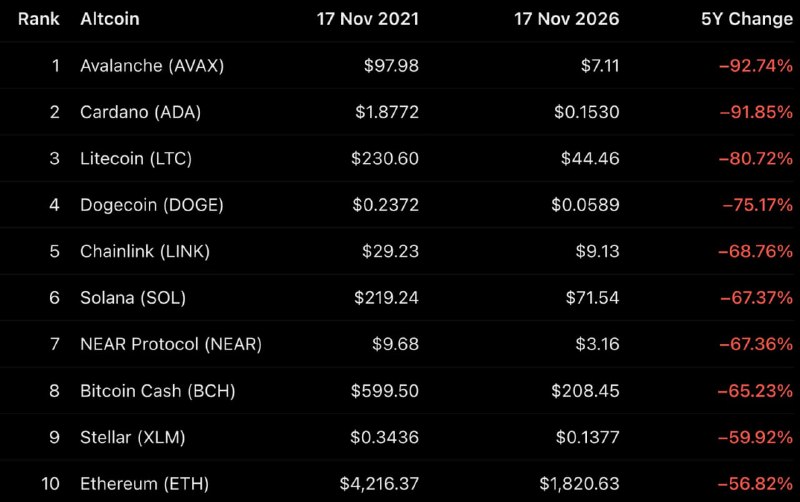 Rank Altcoin 17 Nov 2021 17 Nov 2026 5Y Change
1 Avalanche (AVAX) $97.98 $7.11 −92.74%
2 Cardano (ADA) $1.8772 $0.1530 −91.85%
3 Litecoin (LTC) $230.60 $44.46 −80.72%
4 Dogecoin (DOGE) $0.2372 $0.0589 −75.17%
5 Chainlink (LINK) $29.23 $9.13 −68.76%
6 Solana (SOL) $219.24 $71.54 −67.37%
7 NEAR Protocol (NEAR) $9.68 $3.16 −67.36%
8 Bitcoin Cash (BCH) $599.50 $208.45 −65.23%
9 Stellar (XLM) $0.3436 $0.1377 −59.92%
10 Ethereum (ETH) $4,216.37 $1,820.63 −56.82%